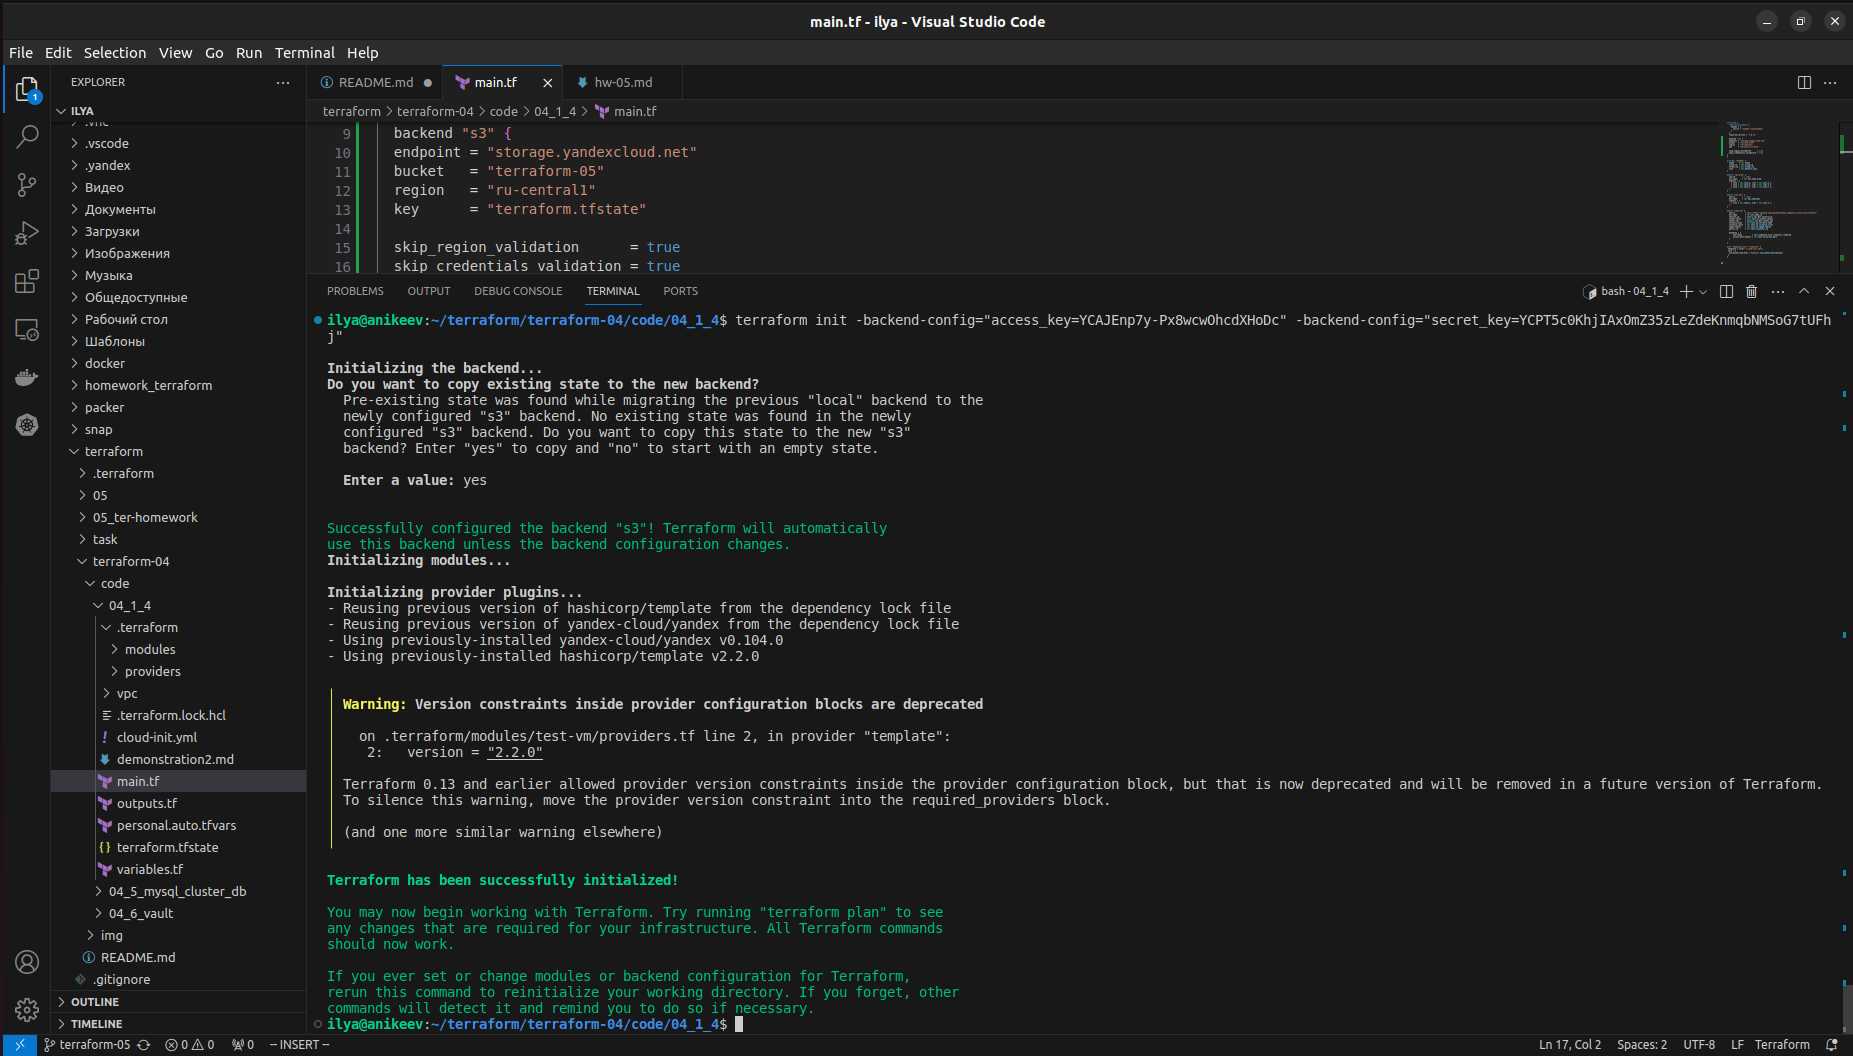 main.tf - ilya - Visual Studio Code
File Edit Selection View Go Run Terminal Help
EXPLORER
README.md
main.tf
hw-05.md
1
ILYA
terraform > terraform-04 > code > 04_1_4 > main.tf
.vnc
.vscode
.yandex
Видео
Документы
Загрузки
Изображения
Музыка
Общедоступные
Рабочий стол
Шаблоны
docker
homework_terraform
packer
snap
terraform
.terraform
05
05_ter-homework
task
terraform-04
code
04_1_4
.terraform
modules
providers
vpc
.terraform.lock.hcl
cloud-init.yml
demonstration2.md
main.tf
outputs.tf
personal.auto.tfvars
terraform.tfstate
variables.tf
04_5_mysql_cluster_db
04_6_vault
img
README.md
.gitignore
OUTLINE
TIMELINE
9 backend "s3" {
10 endpoint = "storage.yandexcloud.net"
11 bucket = "terraform-05"
12 region = "ru-central1"
13 key = "terraform.tfstate"
14
15 skip_region_validation = true
16 skip_credentials_validation = true
PROBLEMS OUTPUT DEBUG CONSOLE TERMINAL PORTS
bash - 04_1_4
ilya@anikeev:~/terraform/terraform-04/code/04_1_4$ terraform init -backend-config="access_key=YCAJEnp7y-Px8wcwOhcdXHoDc" -backend-config="secret_key=YCPT5c0KhjIAxOmZ35zLeZdeKnmqbNMSoG7tUFh
j"
Initializing the backend...
Do you want to copy existing state to the new backend?
Pre-existing state was found while migrating the previous "local" backend to the
newly configured "s3" backend. No existing state was found in the newly
configured "s3" backend. Do you want to copy this state to the new "s3"
backend? Enter "yes" to copy and "no" to start with an empty state.
Enter a value: yes
Successfully configured the backend "s3"! Terraform will automatically
use this backend unless the backend configuration changes.
Initializing modules...
Initializing provider plugins...
- Reusing previous version of hashicorp/template from the dependency lock file
- Reusing previous version of yandex-cloud/yandex from the dependency lock file
- Using previously-installed yandex-cloud/yandex v0.104.0
- Using previously-installed hashicorp/template v2.2.0
Warning: Version constraints inside provider configuration blocks are deprecated
on .terraform/modules/test-vm/providers.tf line 2, in provider "template":
2: version = "2.2.0"
Terraform 0.13 and earlier allowed provider version constraints inside the provider configuration block, but that is now deprecated and will be removed in a future version of Terraform.
To silence this warning, move the provider version constraint into the required_providers block.
(and one more similar warning elsewhere)
Terraform has been successfully initialized!
You may now begin working with Terraform. Try running "terraform plan" to see
any changes that are required for your infrastructure. All Terraform commands
should now work.
If you ever set or change modules or backend configuration for Terraform,
rerun this command to reinitialize your working directory. If you forget, other
commands will detect it and remind you to do so if necessary.
ilya@anikeev:~/terraform/terraform-04/code/04_1_4$
terraform-05 0 0 0 -- INSERT -- Ln 17, Col 2 Spaces: 2 UTF-8 LF Terraform